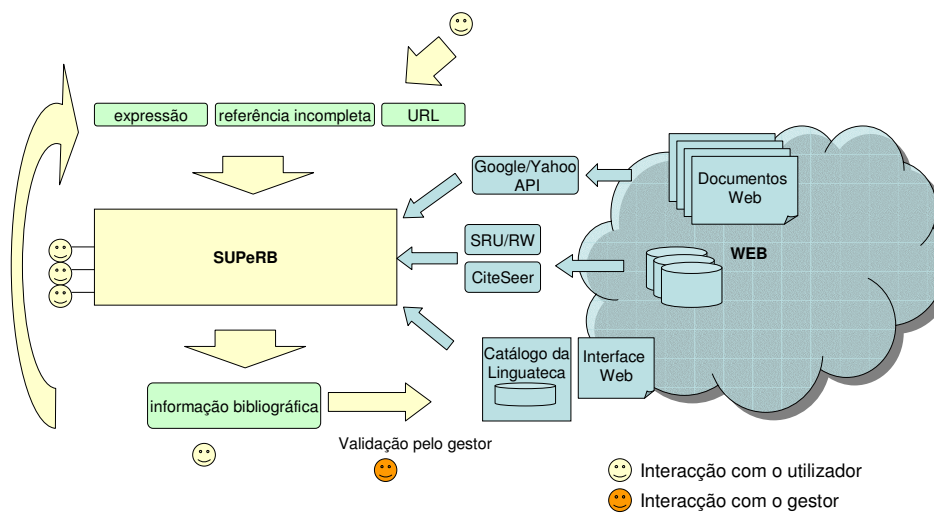 expressão
referência incompleta
URL
Google/Yahoo
API
Documentos
Web
SRU/RW
WEB
SUPeRB
CiteSeer
Catálogo da
Linguateca
Interface
Web
informação bibliográfica
Validação pelo gestor
Interacção com o utilizador
Interacção com o gestor